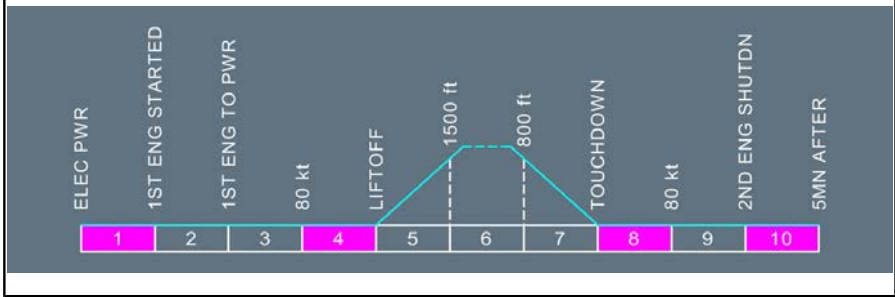 ELEC PWR
1ST ENG STARTED
1ST ENG TO PWR
80 kt
LIFTOFF
1500 ft
800 ft
TOUCHDOWN
80 kt
2ND ENG SHUTDN
5MN AFTER
1 2 3 4 5 6 7 8 9 10